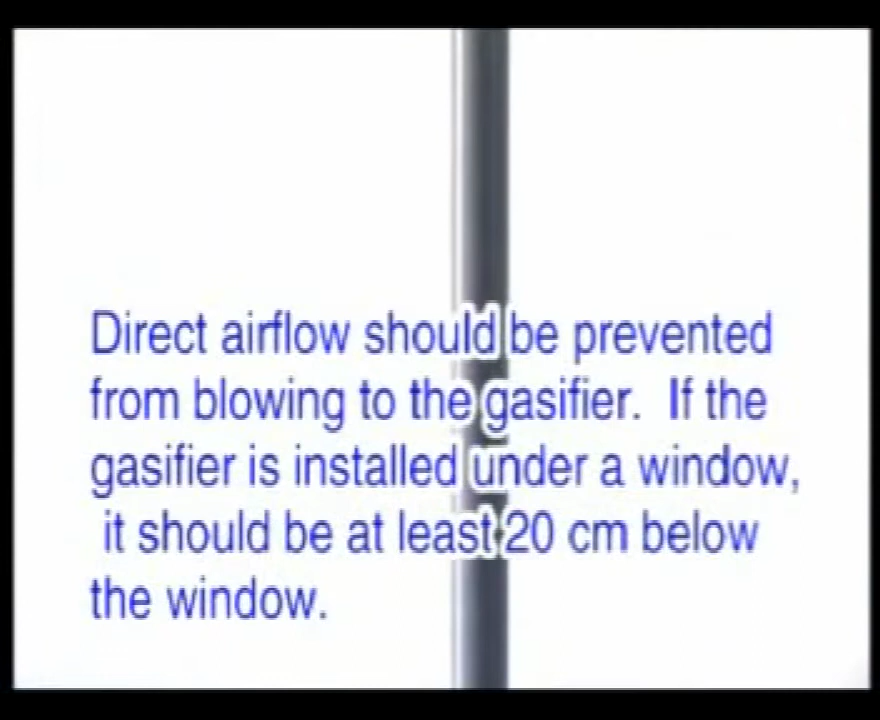 Direct airflow should be prevented
from blowing to the gasifier. If the
gasifier is installed under a window,
it should be at least 20 cm below
the window.